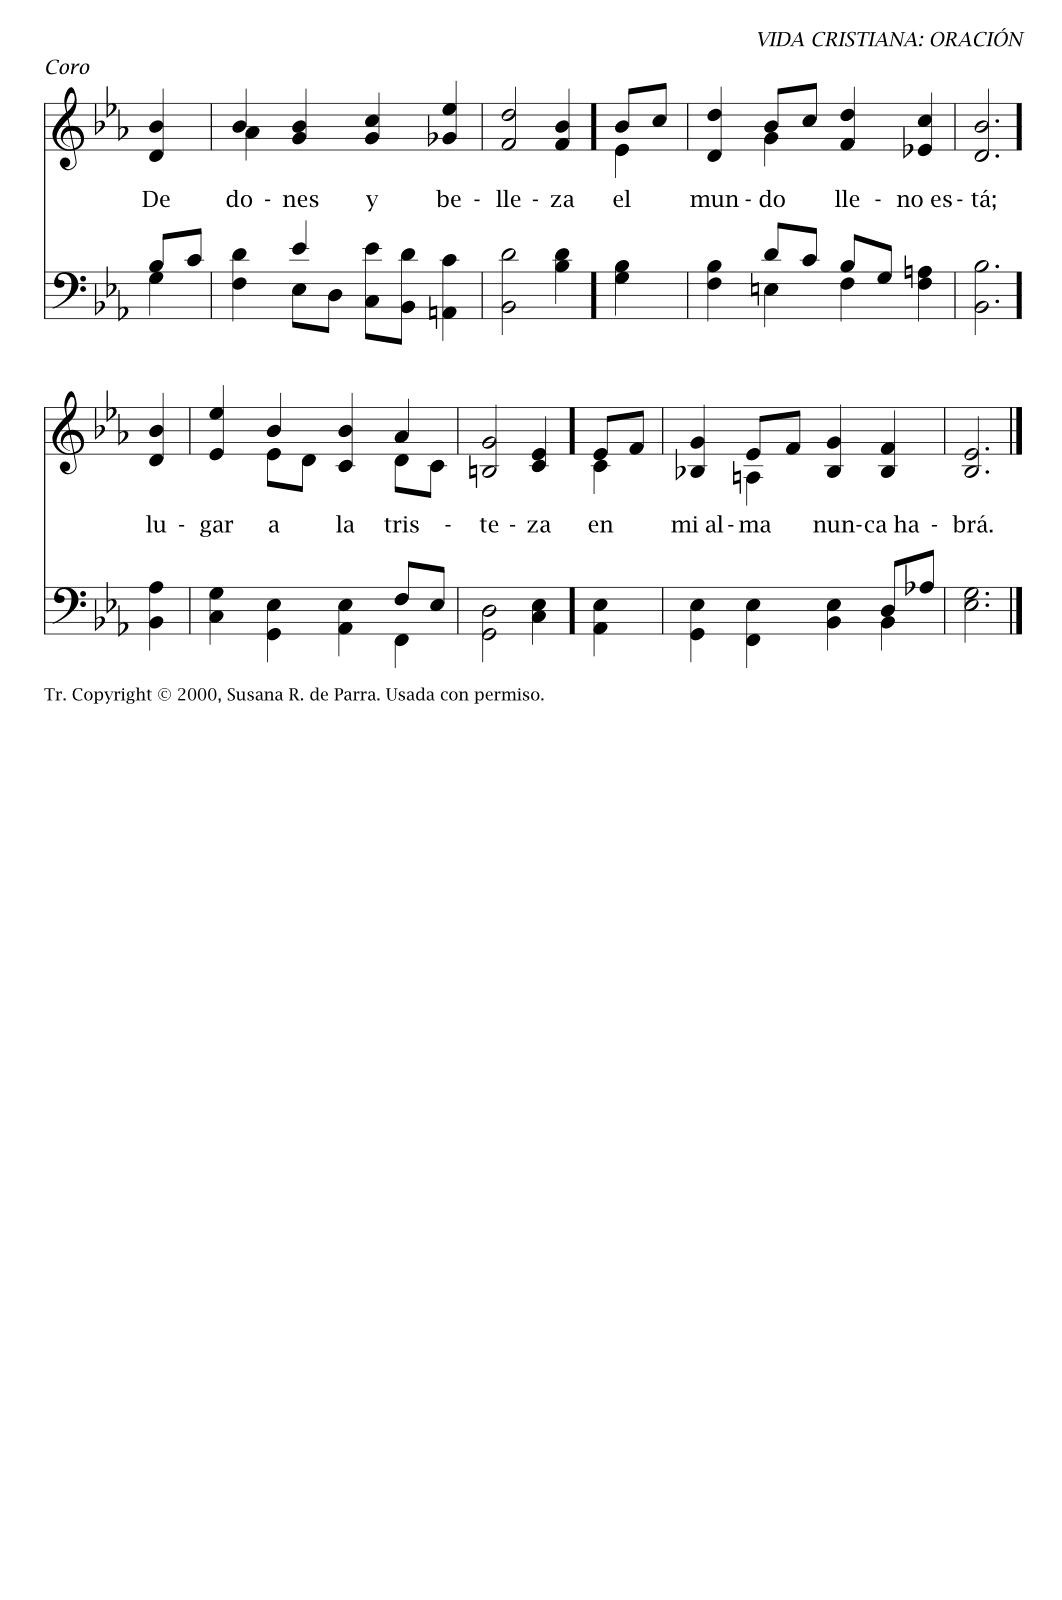 VIDA CRISTIANA: ORACIÓN
Coro
De do - nes y be - lle - za el mun - do lle - no es - tá;
lu - gar a la tris - te - za en mi al - ma nun - ca ha - brá.
Tr. Copyright © 2000, Susana R. de Parra. Usada con permiso.